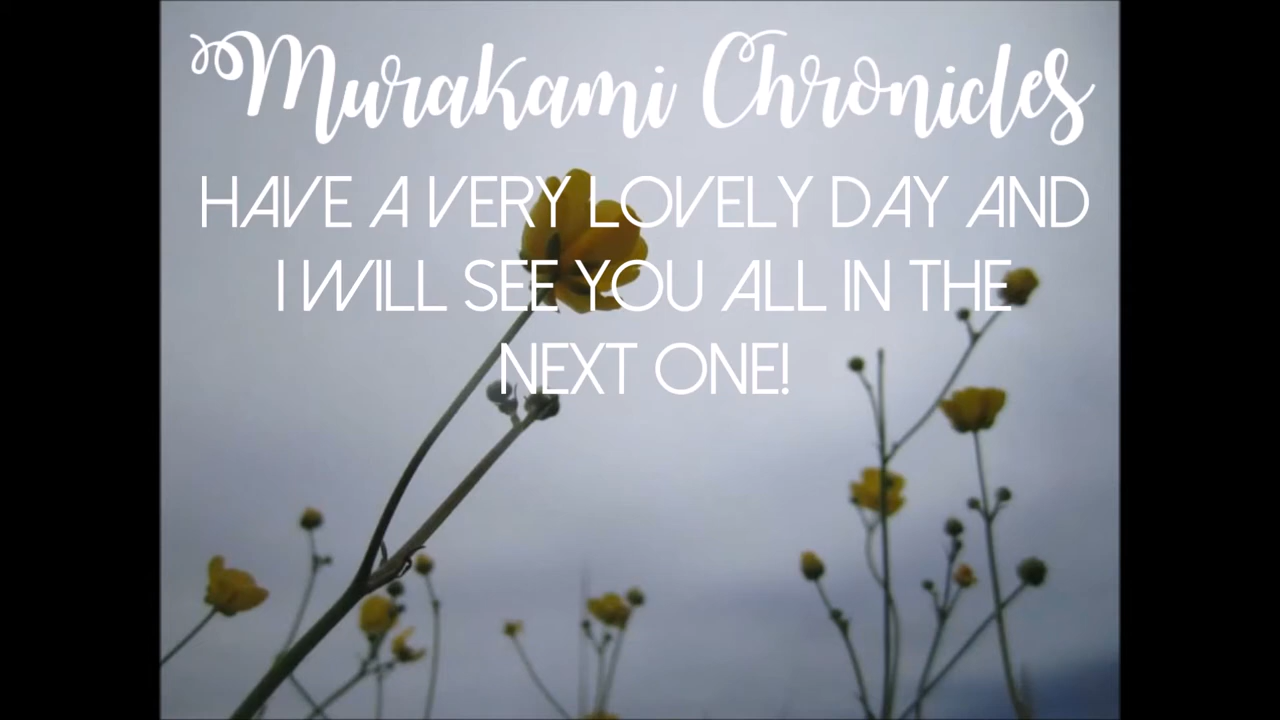 Murakami Chronicles
HAVE A VERY LOVELY DAY AND
I WILL SEE YOU ALL IN THE
NEXT ONE!